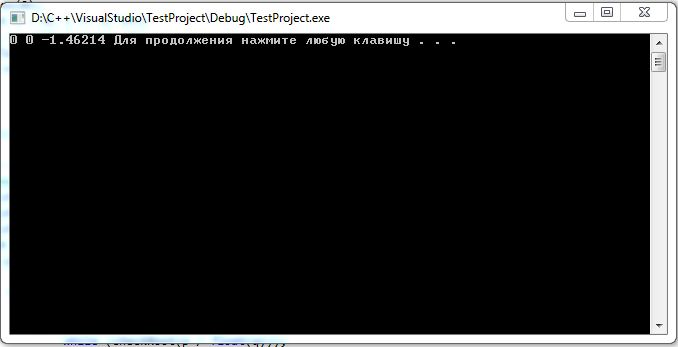 D:\C++\VisualStudio\TestProject\Debug\TestProject.exe
0 0 -1.46214 Для продолжения нажмите любую клавишу . . .